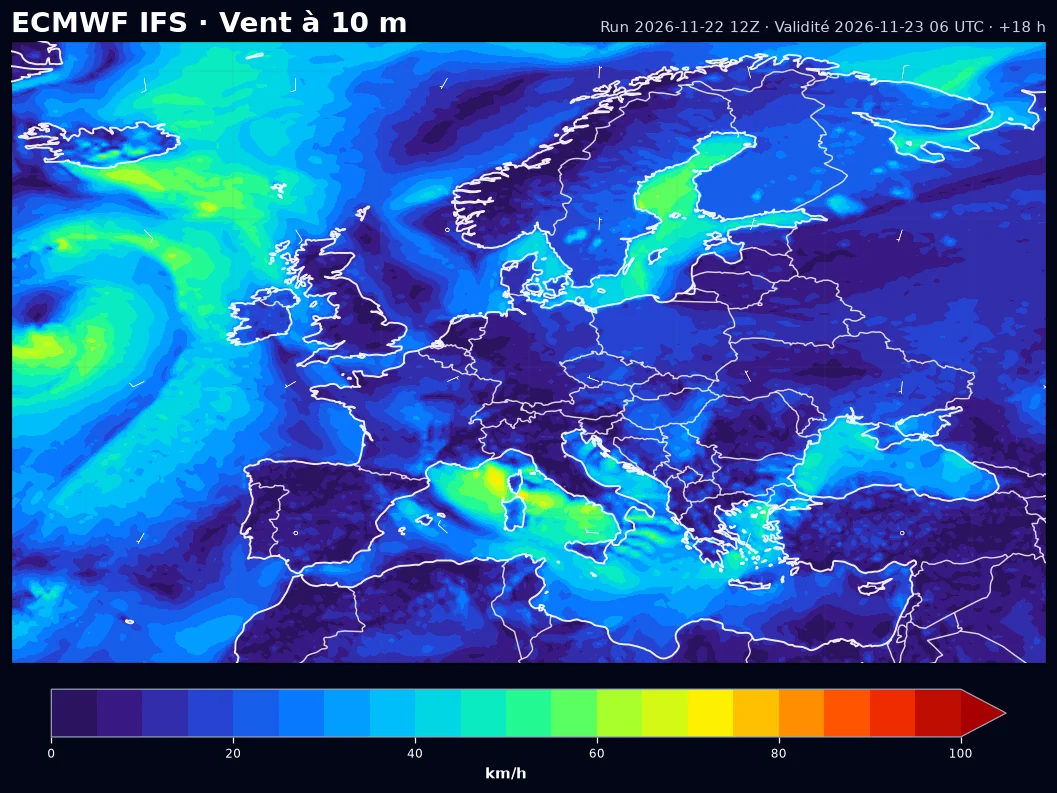 ECMWF IFS · Vent à 10 m
Run 2026-11-22 12Z · Validité 2026-11-23 06 UTC · +18 h
0 20 40 60 80 100
km/h